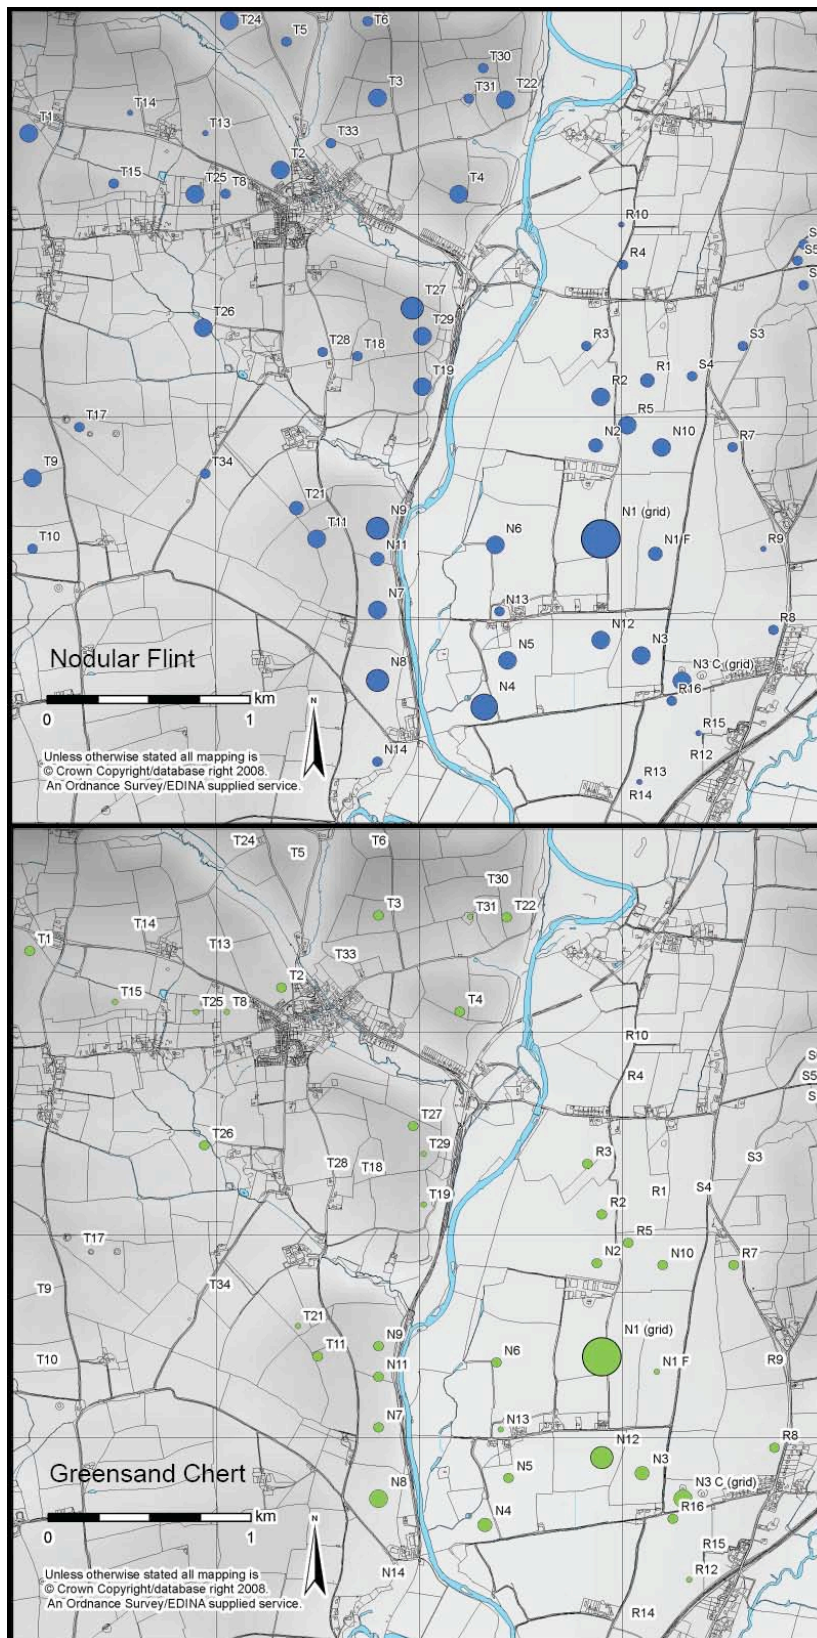 T24
T5
T6
T30
T3
T31
T22
T14
T1
T13
T33
T2
T15
T25
T8
T4
R10
S
R4
S5
S
T27
T26
T29
R3
S3
T28
T18
R1
S4
T19
R2
R5
T17
N2
N10
R7
T9
T34
T21
N9
N1 (grid)
T11
N6
T10
N11
N1 F
R9
N7
N13
N12
R8
Nodular Flint
N5
N3
N8
N3 C (grid)
N4
R16
km
0
1
N
N14
R15
R12
Unless otherwise stated all mapping is
© Crown Copyright/database right 2008.
An Ordnance Survey/EDINA supplied service.
R13
R14
T24
T5
T6
T30
T3
T31
T22
T14
T1
T13
T33
T2
T15
T25
T8
T4
R10
R4
S5
S
T27
T26
T29
R3
S3
T28
T18
R1
S4
T19
R2
R5
T17
N2
N10
R7
T9
T34
T21
N9
N1 (grid)
T11
N6
T10
N11
N1 F
R9
N7
N13
N12
R8
Greensand Chert
N5
N3
N8
N3 C (grid)
N4
R16
km
0
1
N
N14
R15
R12
Unless otherwise stated all mapping is
© Crown Copyright/database right 2008.
An Ordnance Survey/EDINA supplied service.
R14